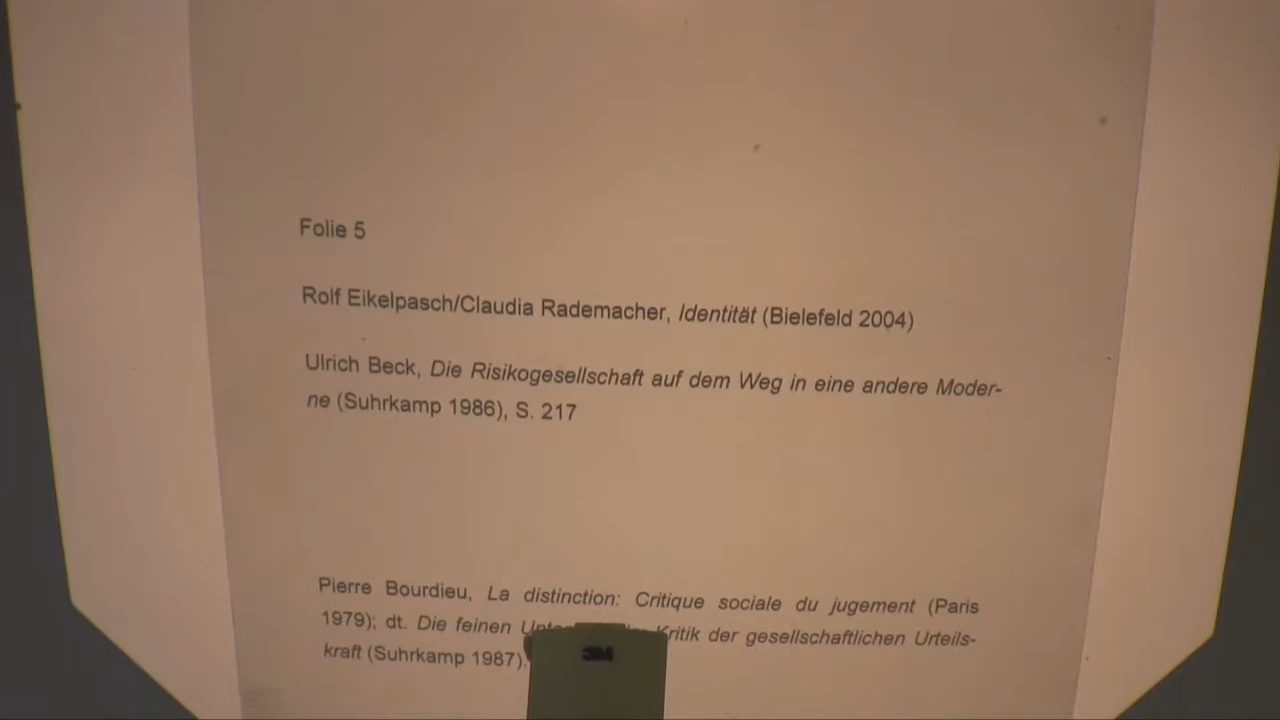 Folie 5
Rolf Eikelpasch/Claudia Rademacher, Identität (Bielefeld 2004)
Ulrich Beck, Die Risikogesellschaft auf dem Weg in eine andere Moder-
ne (Suhrkamp 1986), S. 217
Pierre Bourdieu, La distinction: Critique sociale du jugement (Paris
1979); dt. Die feinen Kritik der gesellschaftlichen Urteils-
kraft (Suhrkamp 1987).
3M